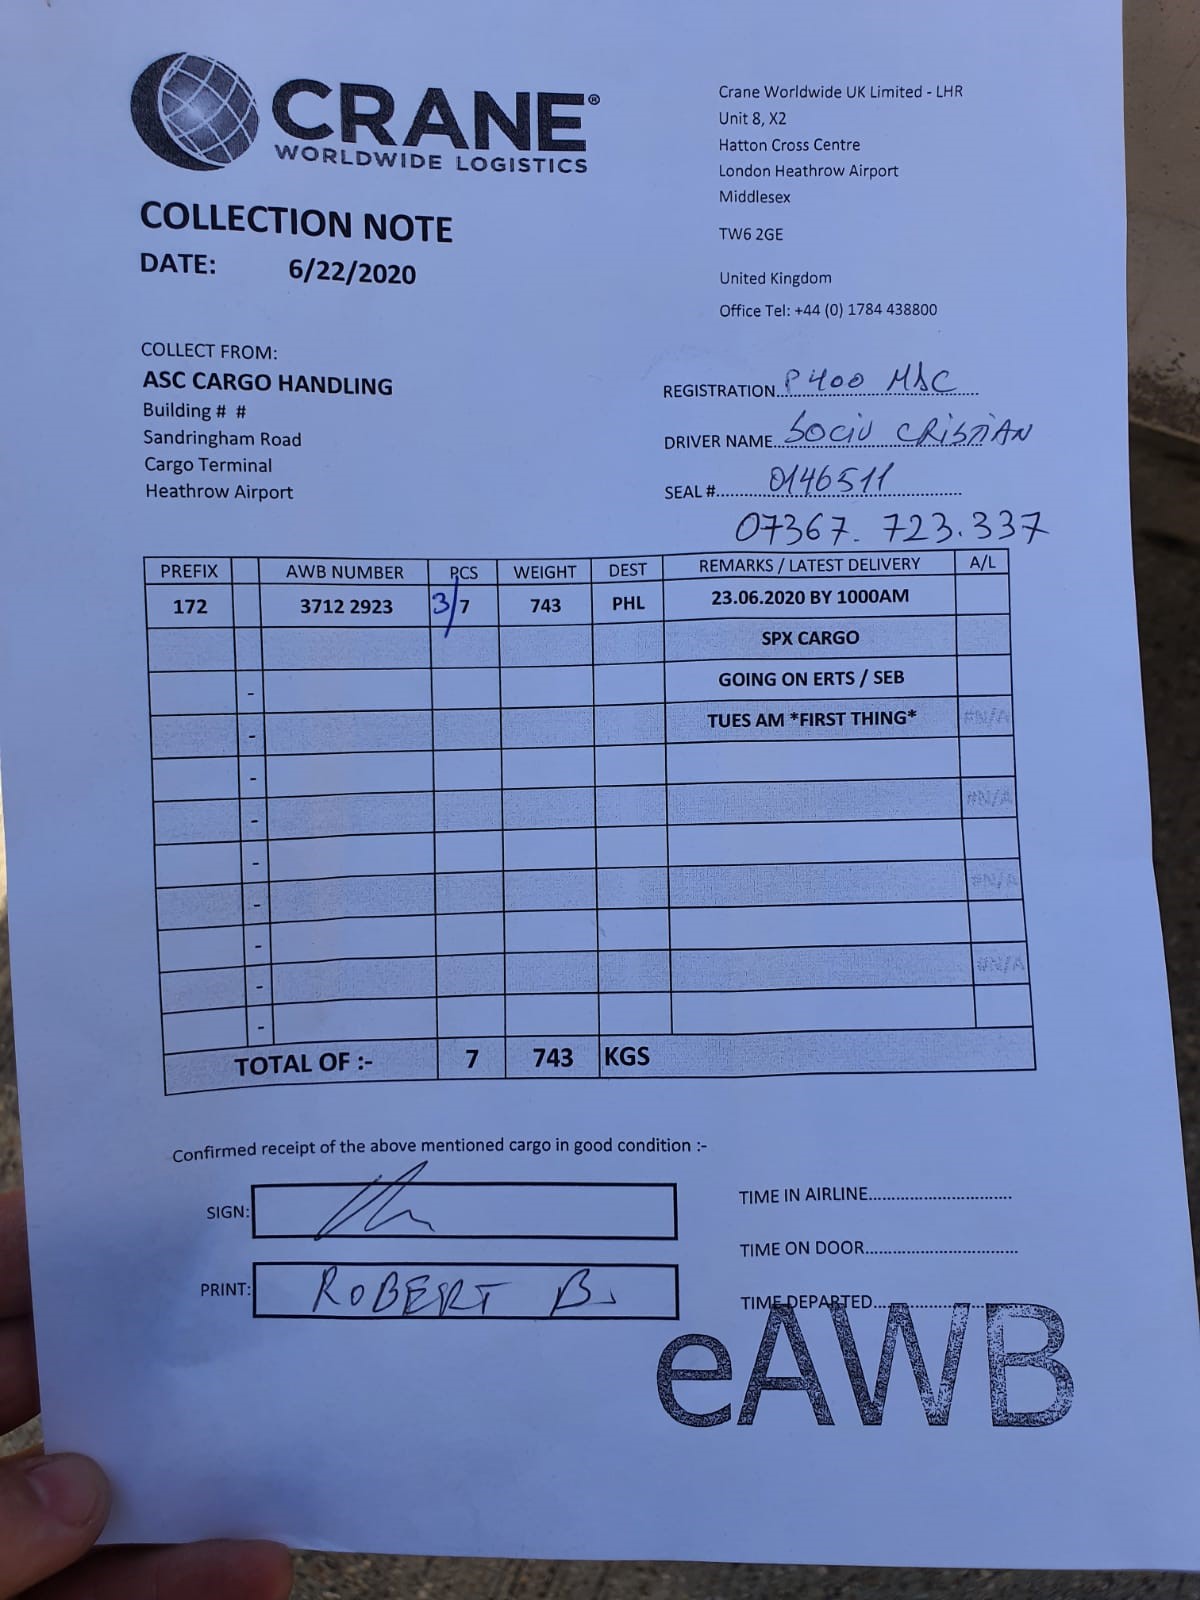 CRANE®
WORLDWIDE LOGISTICS
Crane Worldwide UK Limited - LHR
Unit 8, X2
Hatton Cross Centre
London Heathrow Airport
Middlesex
TW6 2GE
United Kingdom
Office Tel: +44 (0) 1784 438800
COLLECTION NOTE
DATE: 6/22/2020
COLLECT FROM:
ASC CARGO HANDLING
Building # #
Sandringham Road
Cargo Terminal
Heathrow Airport
REGISTRATION P400 MSC
DRIVER NAME SOCIU CRISTIAN
SEAL # 0146511
07367. 723.337
PREFIX AWB NUMBER PCS WEIGHT DEST REMARKS / LATEST DELIVERY A/L
172 3712 2923 3/7 743 PHL 23.06.2020 BY 1000AM
SPX CARGO
- GOING ON ERTS / SEB
- TUES AM *FIRST THING* #N/A
-
- #N/A
-
- #N/A
-
- #N/A
-
TOTAL OF :- 7 743 KGS
Confirmed receipt of the above mentioned cargo in good condition :-
SIGN:
PRINT: ROBERT B.
TIME IN AIRLINE
TIME ON DOOR
TIME DEPARTED
eAWB